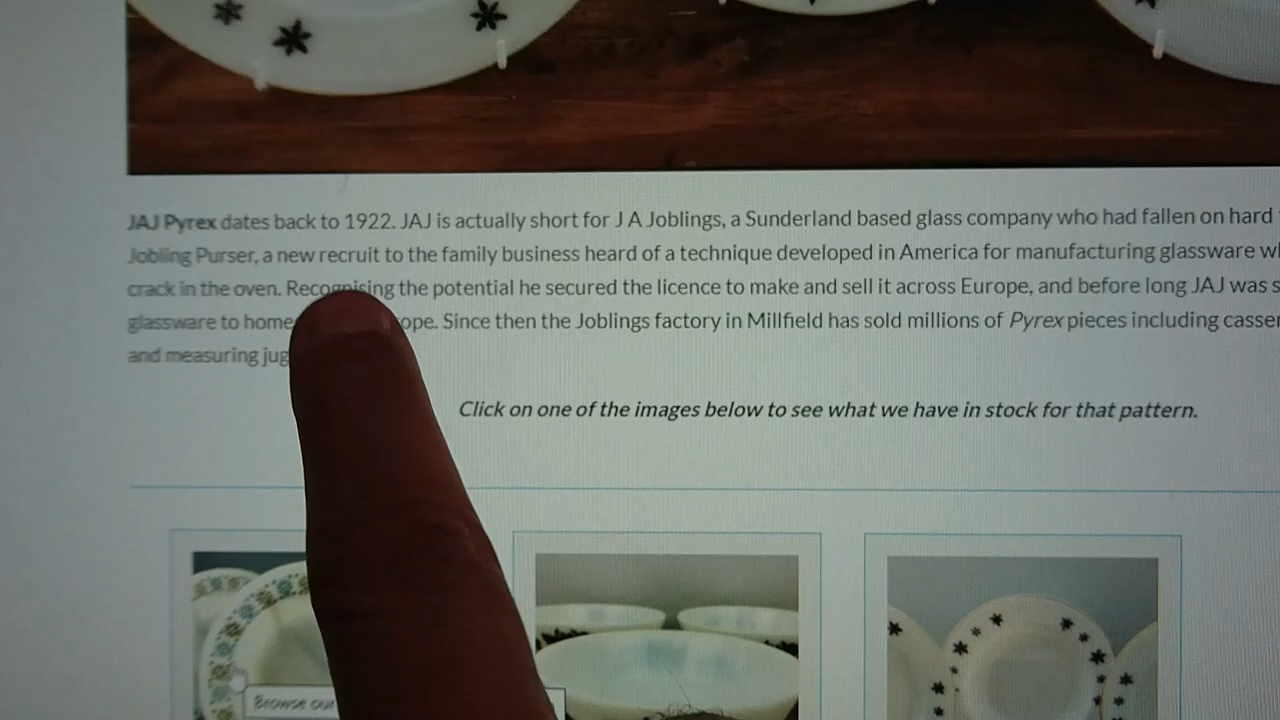 JAJ Pyrex dates back to 1922. JAJ is actually short for J A Joblings, a Sunderland based glass company who had fallen on hard
Jobling Purser, a new recruit to the family business heard of a technique developed in America for manufacturing glassware
crack in the oven. Recognising the potential he secured the licence to make and sell it across Europe, and before long JAJ was
glassware to Since then the Joblings factory in Millfield has sold millions of Pyrex pieces including
and measuring
Click on one of the images below to see what we have in stock for that pattern.
Browse our